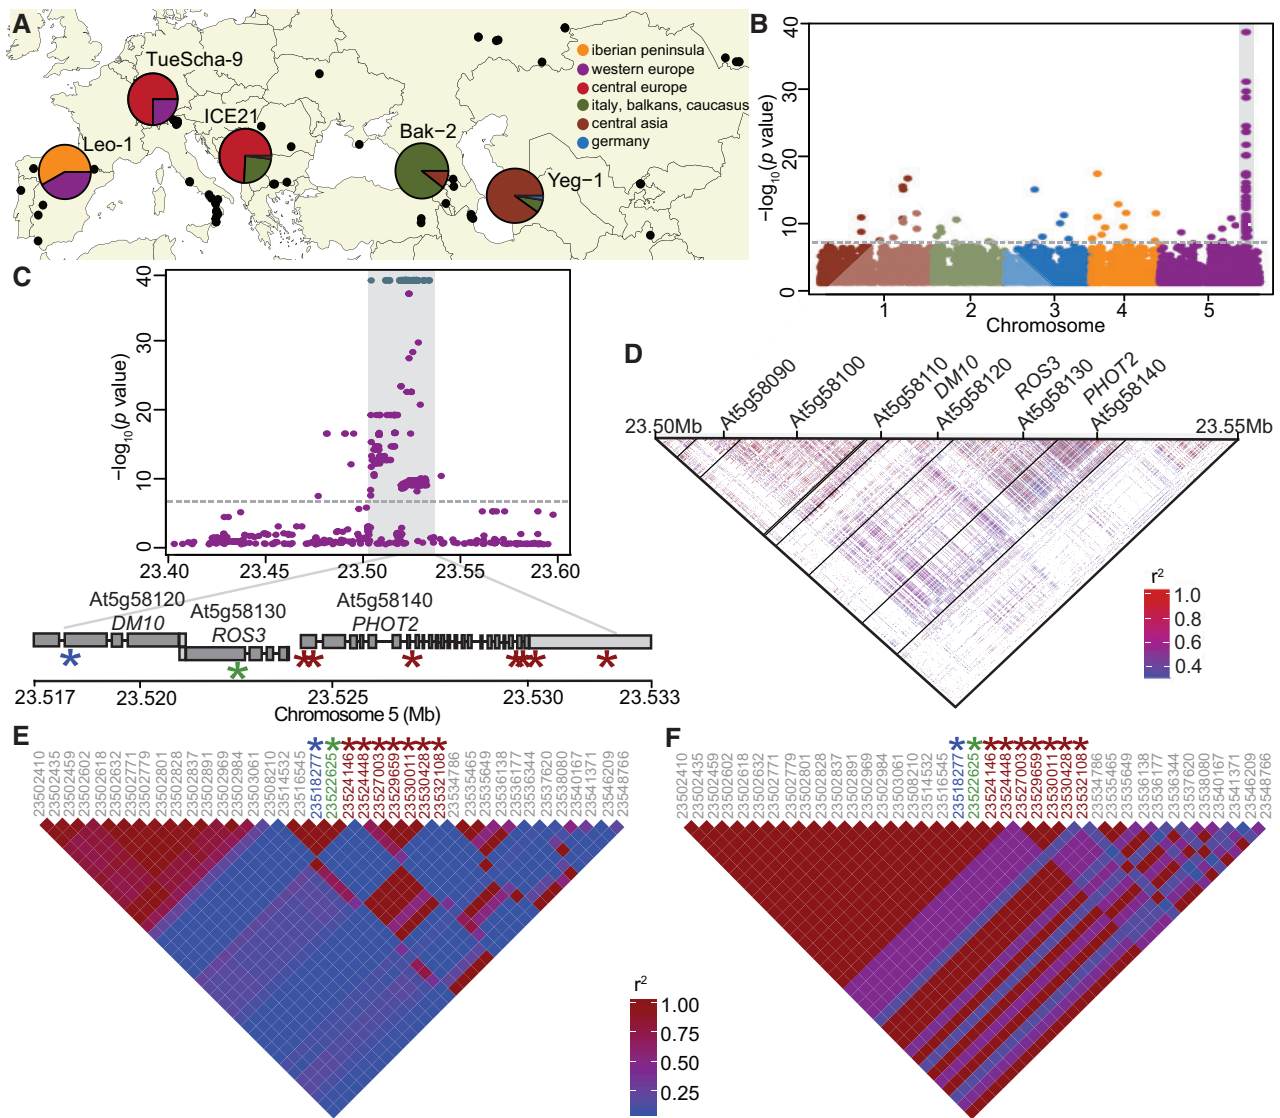 A
TueScha-9
ICE21
Leo-1
Bak-2
Yeg-1
iberian peninsula
western europe
central europe
italy, balkans, caucasus
central asia
germany
B
−log10(p value)
40
30
20
10
0
1 2 3 4 5
Chromosome
C
−log10(p value)
40
30
20
10
0
23.40 23.45 23.50 23.55 23.60
At5g58120
DM10
At5g58130
ROS3
At5g58140
PHOT2
* * * * * * * * *
23.517 23.520 23.525 23.530 23.533
Chromosome 5 (Mb)
D
23.50Mb
At5g58090
At5g58100
At5g58110
DM10
At5g58120
ROS3
At5g58130
PHOT2
At5g58140
23.55Mb
r²
1.0
0.8
0.6
0.4
E
* * * * * * * * *
23502410
23502435
23502459
23502602
23502618
23502632
23502771
23502779
23502801
23502828
23502837
23502891
23502969
23502984
23503061
23508210
23514532
23516545
23518277
23522625
23524146
23524448
23527003
23529659
23530011
23530428
23532108
23534786
23535465
23535649
23536138
23536177
23536344
23537620
23538080
23540167
23541371
23546209
23548766
r²
1.00
0.75
0.50
0.25
F
* * * * * * * * *
23502410
23502435
23502459
23502602
23502618
23502632
23502771
23502779
23502801
23502828
23502837
23502891
23502969
23502984
23503061
23508210
23514532
23516545
23518277
23522625
23524146
23524448
23527003
23529659
23530011
23530428
23532108
23534786
23535465
23535649
23536138
23536177
23536344
23537620
23538080
23540167
23541371
23546209
23548766